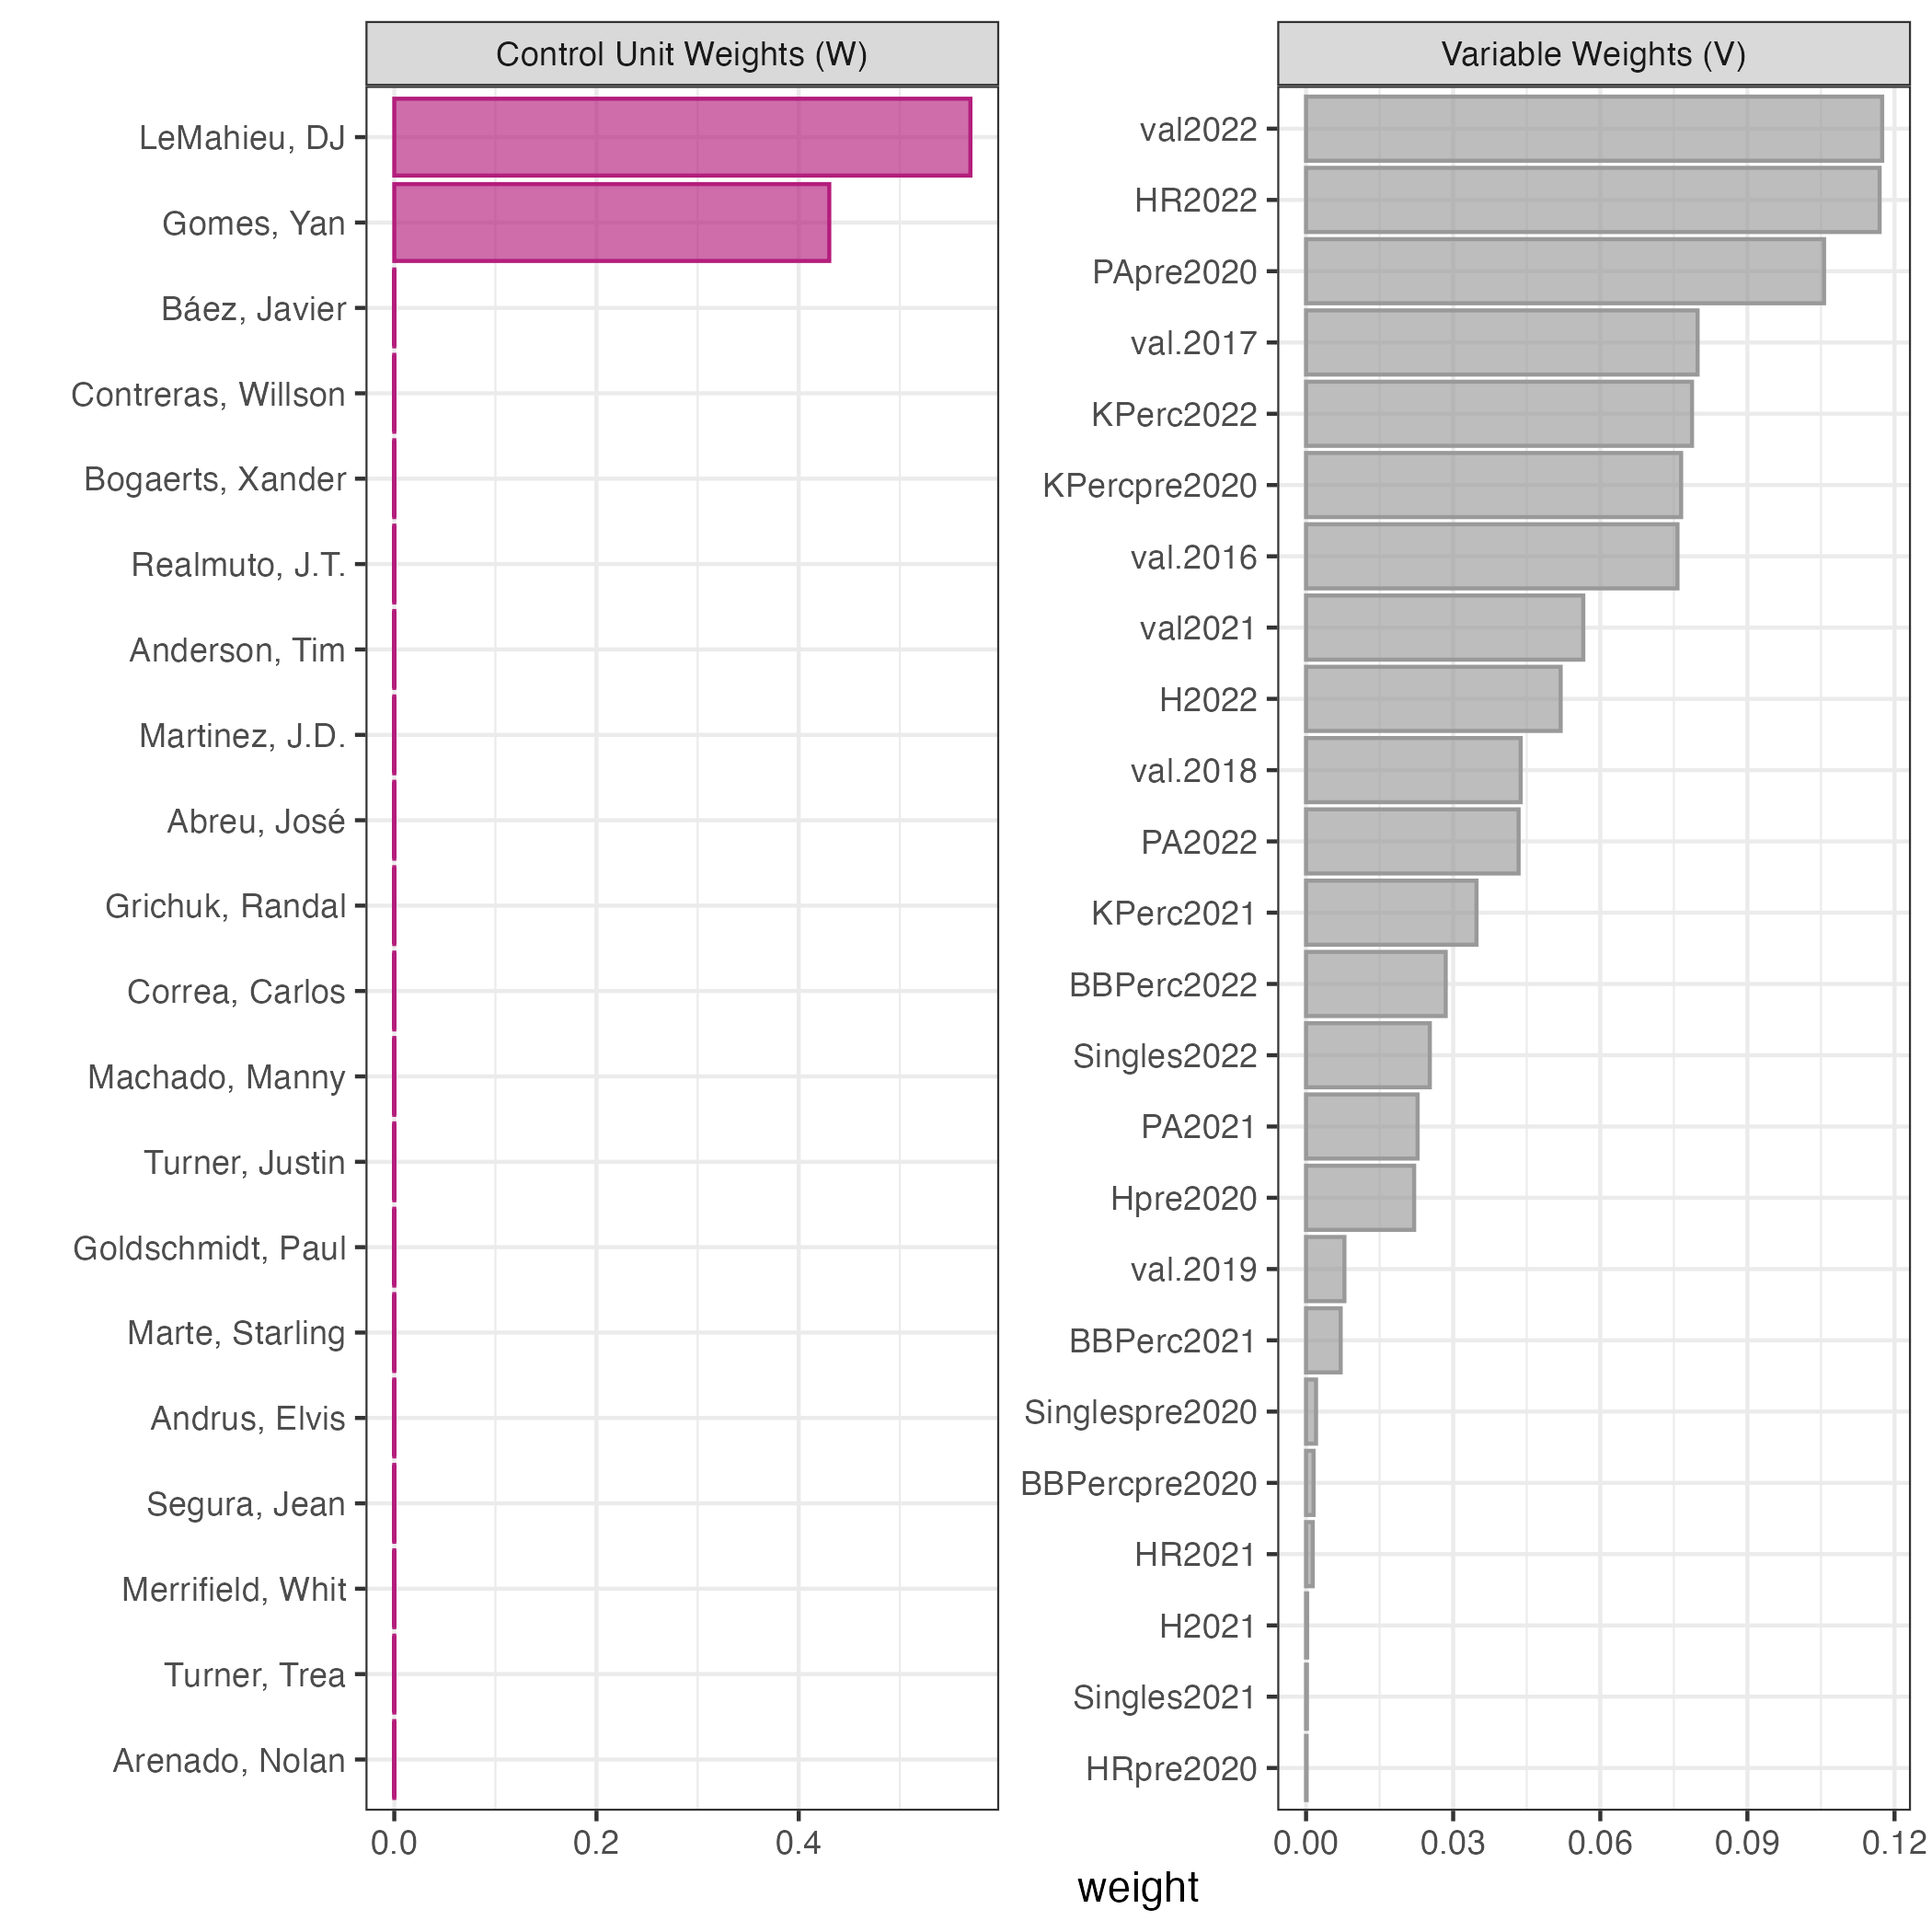 Control Unit Weights (W)
LeMahieu, DJ
Gomes, Yan
Báez, Javier
Contreras, Willson
Bogaerts, Xander
Realmuto, J.T.
Anderson, Tim
Martinez, J.D.
Abreu, José
Grichuk, Randal
Correa, Carlos
Machado, Manny
Turner, Justin
Goldschmidt, Paul
Marte, Starling
Andrus, Elvis
Segura, Jean
Merrifield, Whit
Turner, Trea
Arenado, Nolan
0.0 0.2 0.4
Variable Weights (V)
val2022
HR2022
PApre2020
val.2017
KPerc2022
KPercpre2020
val.2016
val2021
H2022
val.2018
PA2022
KPerc2021
BBPerc2022
Singles2022
PA2021
Hpre2020
val.2019
BBPerc2021
Singlespre2020
BBPercpre2020
HR2021
H2021
Singles2021
HRpre2020
0.00 0.03 0.06 0.09 0.12
weight